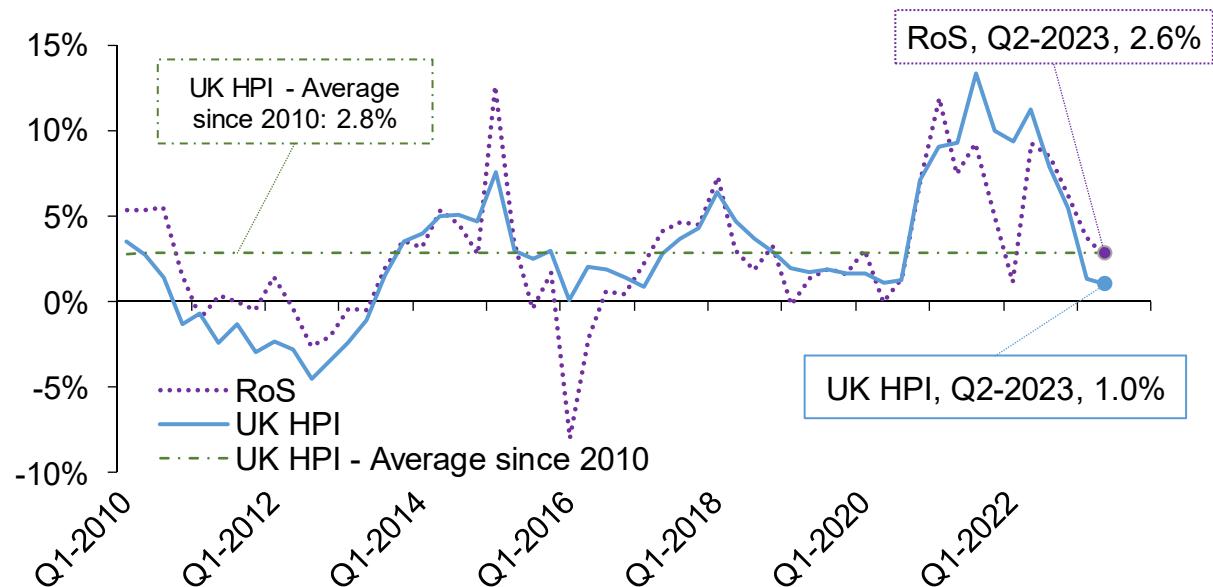 15%
RoS, Q2-2023, 2.6%
UK HPI - Average
since 2010: 2.8%
10%
5%
0%
UK HPI, Q2-2023, 1.0%
-5%
RoS
UK HPI
UK HPI - Average since 2010
-10%
Q1-2010
Q1-2012
Q1-2014
Q1-2016
Q1-2018
Q1-2020
Q1-2022